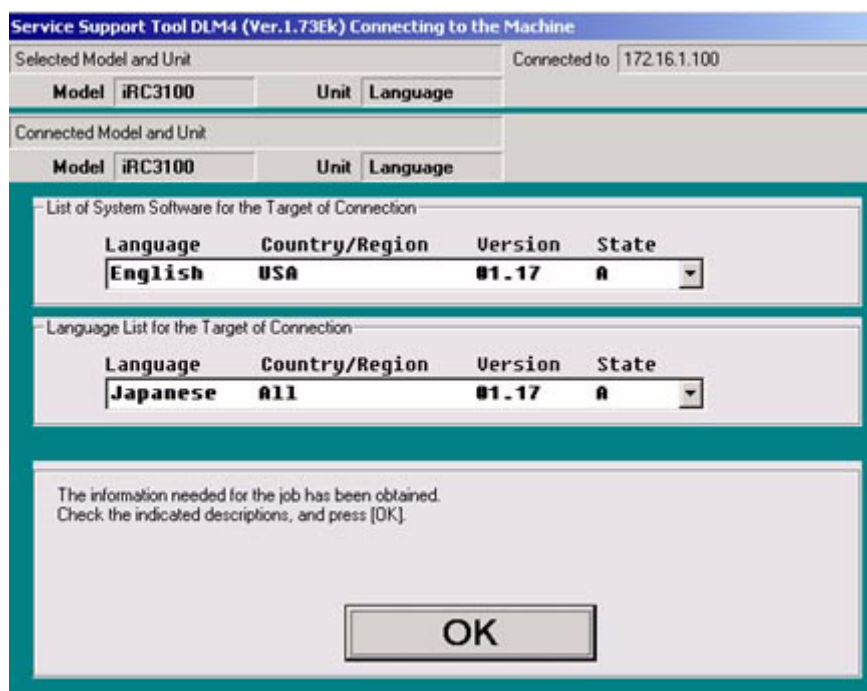 Service Support Tool DLM4 (Ver.1.73Ek) Connecting to the Machine
Selected Model and Unit Connected to 172.16.1.100
Model iRC3100 Unit Language
Connected Model and Unit
Model iRC3100 Unit Language
List of System Software for the Target of Connection
Language Country/Region Version State
English USA 01.17 A
Language List for the Target of Connection
Language Country/Region Version State
Japanese All 01.17 A
The information needed for the job has been obtained.
Check the indicated descriptions, and press [OK].
OK